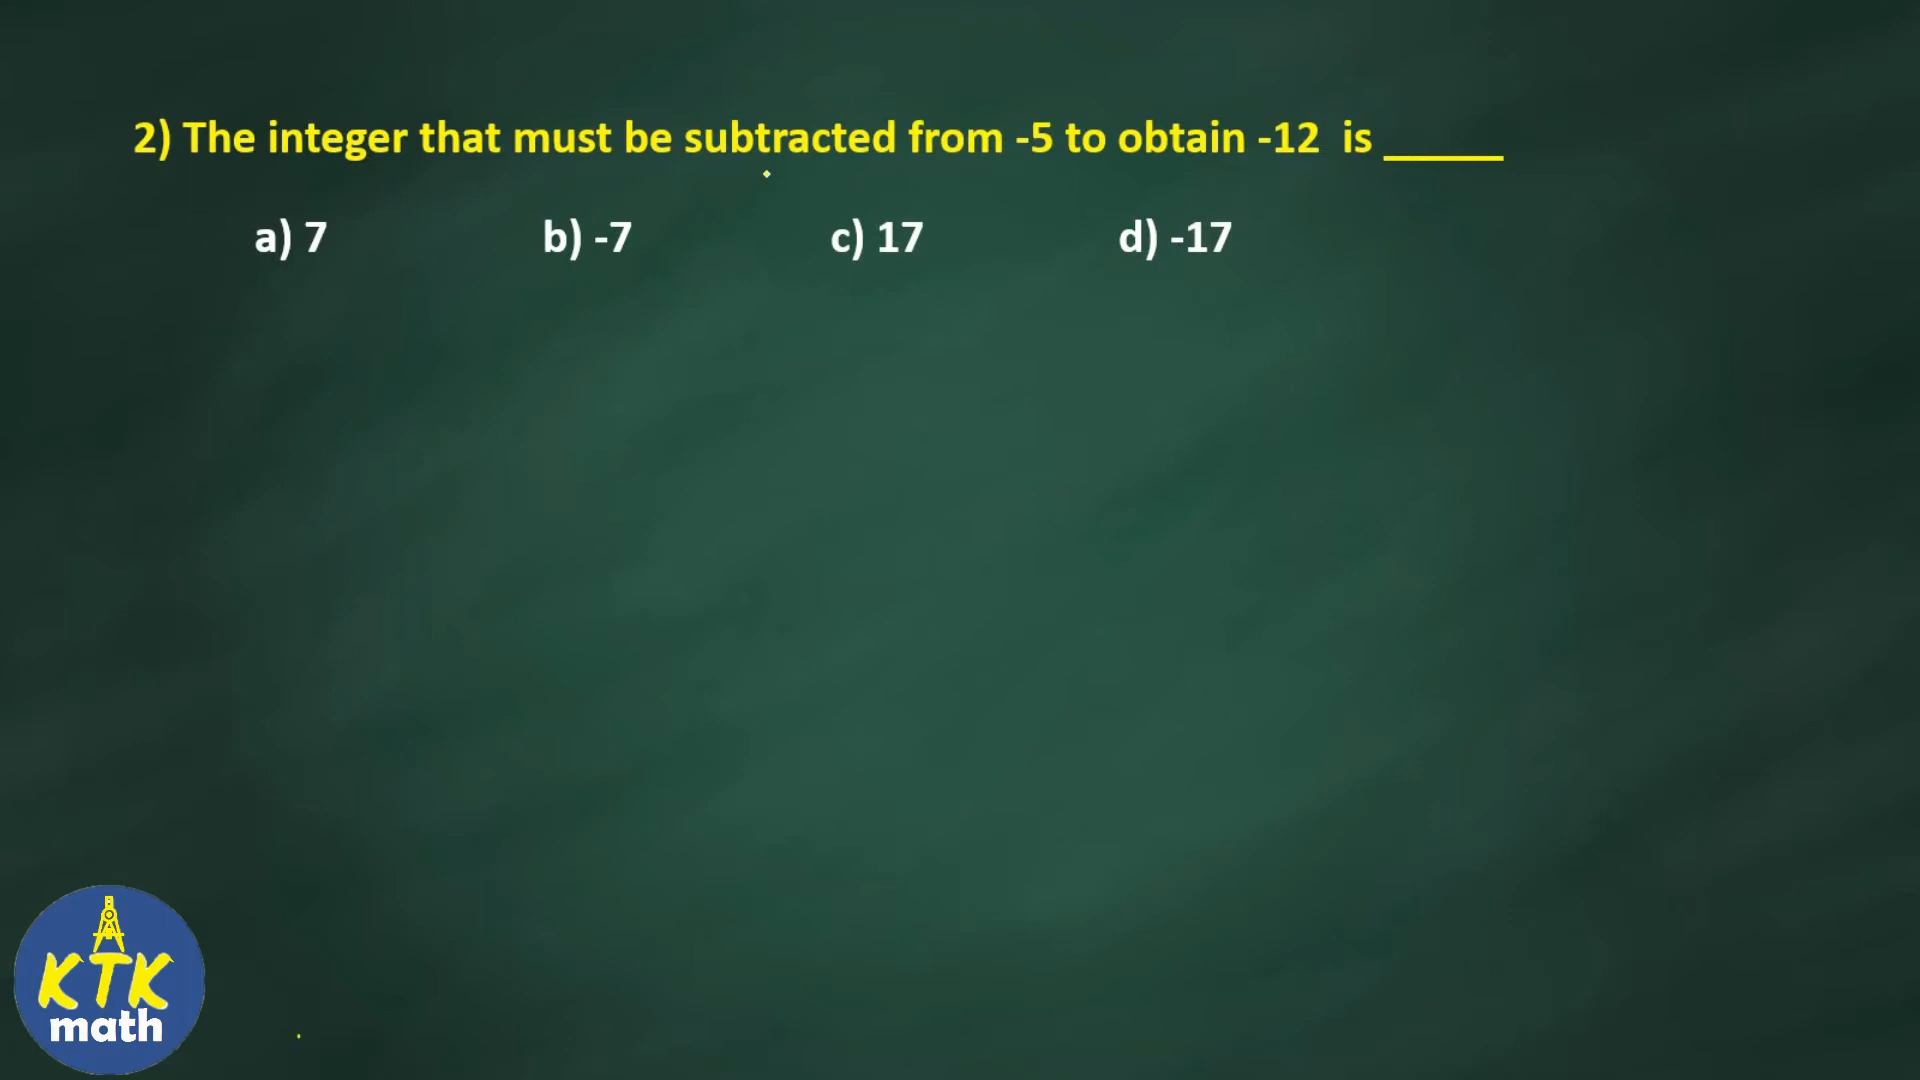 2) The integer that must be subtracted from -5 to obtain -12 is _____
a) 7 b) -7 c) 17 d) -17
KTK
math